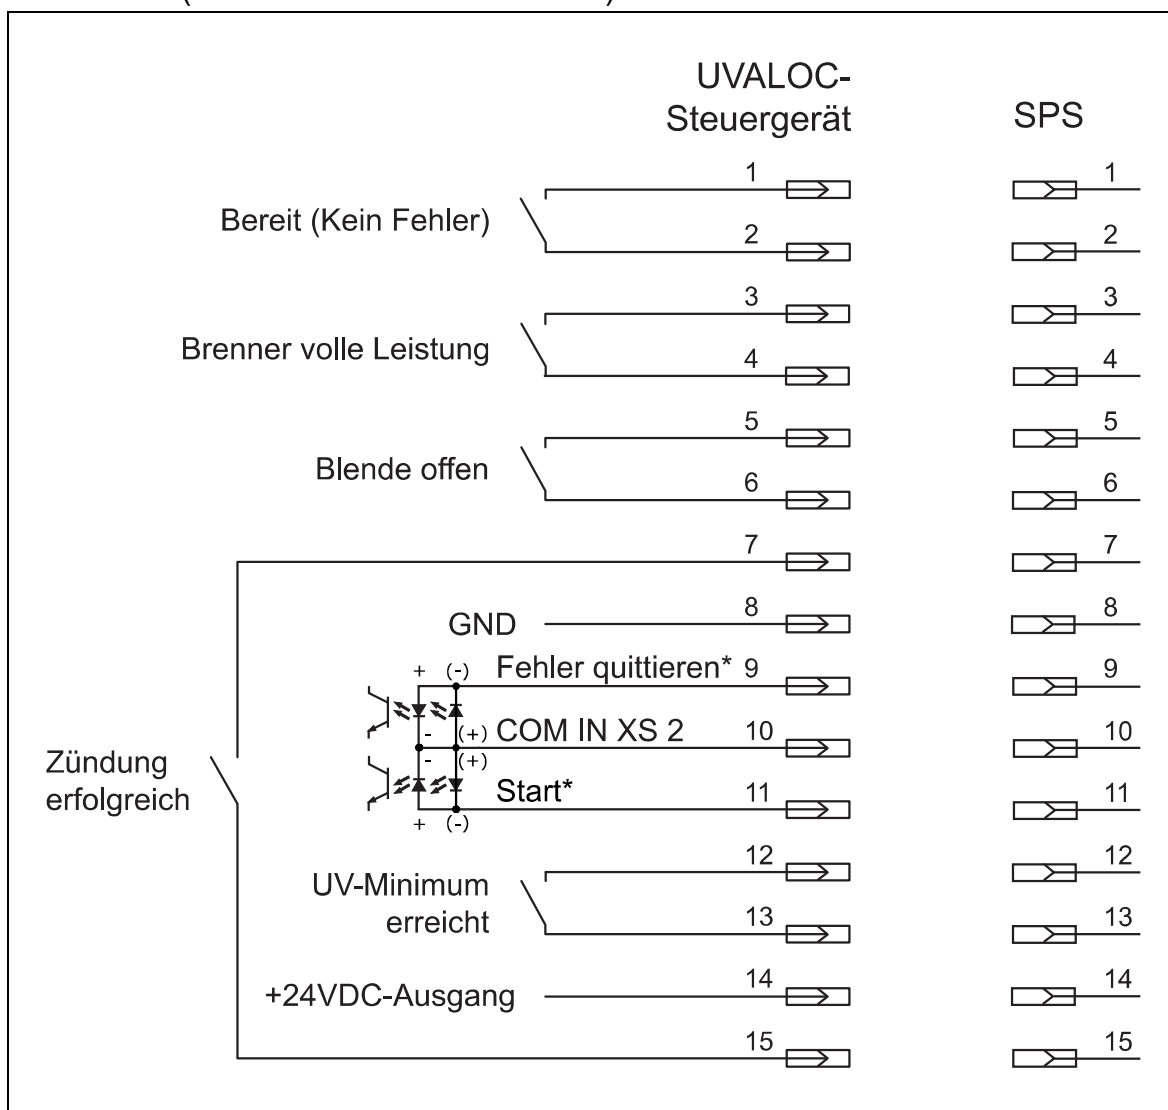 UVALOC-
Steuergerät
SPS
1 1
Bereit (Kein Fehler)
2 2
3 3
Brenner volle Leistung
4 4
5 5
Blende offen
6 6
7 7
GND 8 8
+ (-) Fehler quittieren* 9 9
- (+) COM IN XS 2 10 10
- (+)
Zündung
erfolgreich
Start* 11 11
+ (-)
12 12
UV-Minimum
erreicht
13 13
+24VDC-Ausgang 14 14
15 15